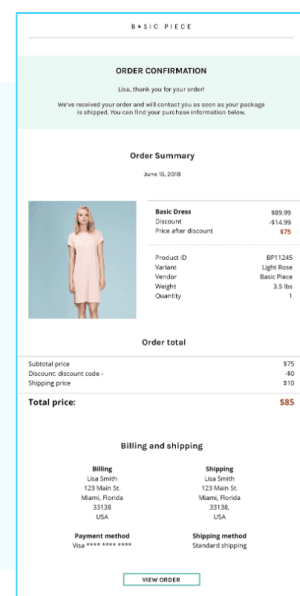 BASIC PIECE
ORDER CONFIRMATION
Lisa, thank you for your order!
We've received your order and will contact you as soon as your package
is shipped. You can find your purchase information below.
Order Summary
June 15, 2018
Basic Dress $89.99
Discount -$14.99
Price after discount $75
Product ID BP11245
Variant Light Rose
Vendor Basic Piece
Weight 3.5 lbs
Quantity 1
Order total
Subtotal price $75
Discount: discount code - -$0
Shipping price $10
Total price: $85
Billing and shipping
Billing
Lisa Smith
123 Main St.
Miami, Florida
33138
USA
Shipping
Lisa Smith
123 Main St.
Miami, Florida
33138,
USA
Payment method
Visa **** **** ****
Shipping method
Standard shipping
VIEW ORDER